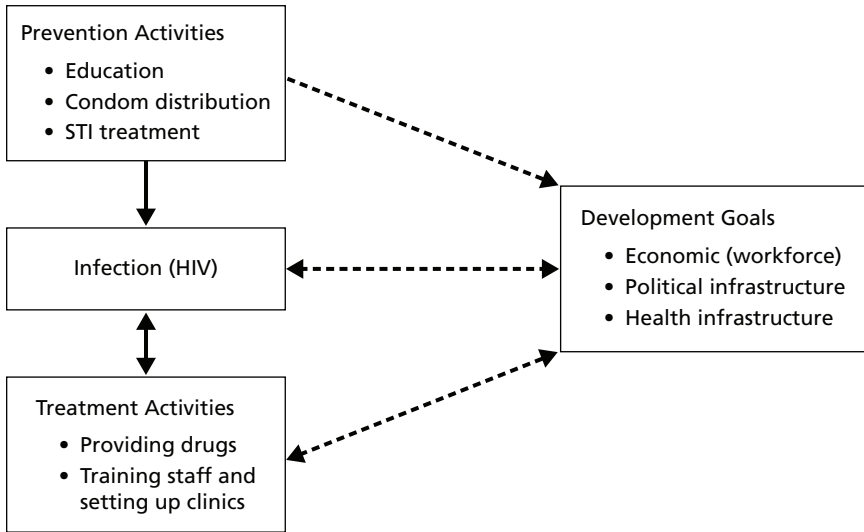 Prevention Activities
• Education
• Condom distribution
• STI treatment
Infection (HIV)
Treatment Activities
• Providing drugs
• Training staff and
setting up clinics
Development Goals
• Economic (workforce)
• Political infrastructure
• Health infrastructure